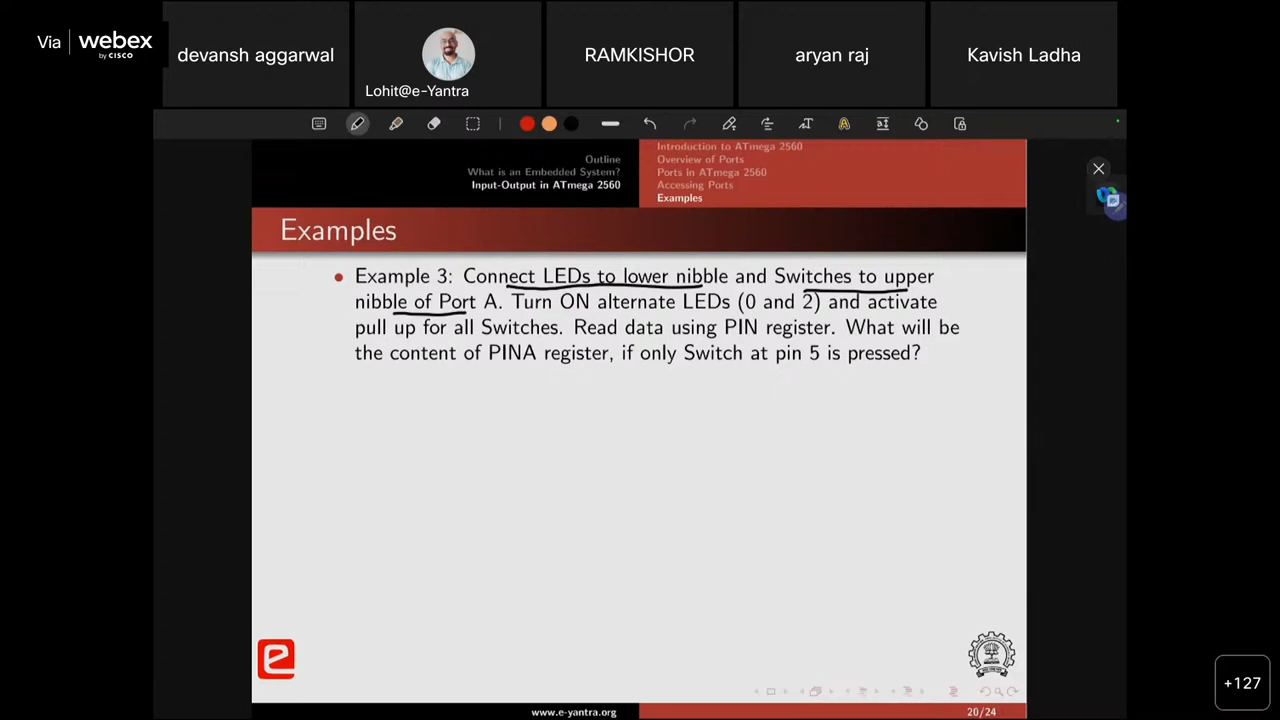 Via webex
by CISCO
devansh aggarwal
Lohit@e-Yantra
RAMKISHOR
aryan raj
Kavish Ladha
Outline
What is an Embedded System?
Input-Output in ATmega 2560
Introduction to ATmega 2560
Overview of Ports
Ports in ATmega 2560
Accessing Ports
Examples
Examples
Example 3: Connect LEDs to lower nibble and Switches to upper
nibble of Port A. Turn ON alternate LEDs (0 and 2) and activate
pull up for all Switches. Read data using PIN register. What will be
the content of PINA register, if only Switch at pin 5 is pressed?
www.e-yantra.org
20/24
+127